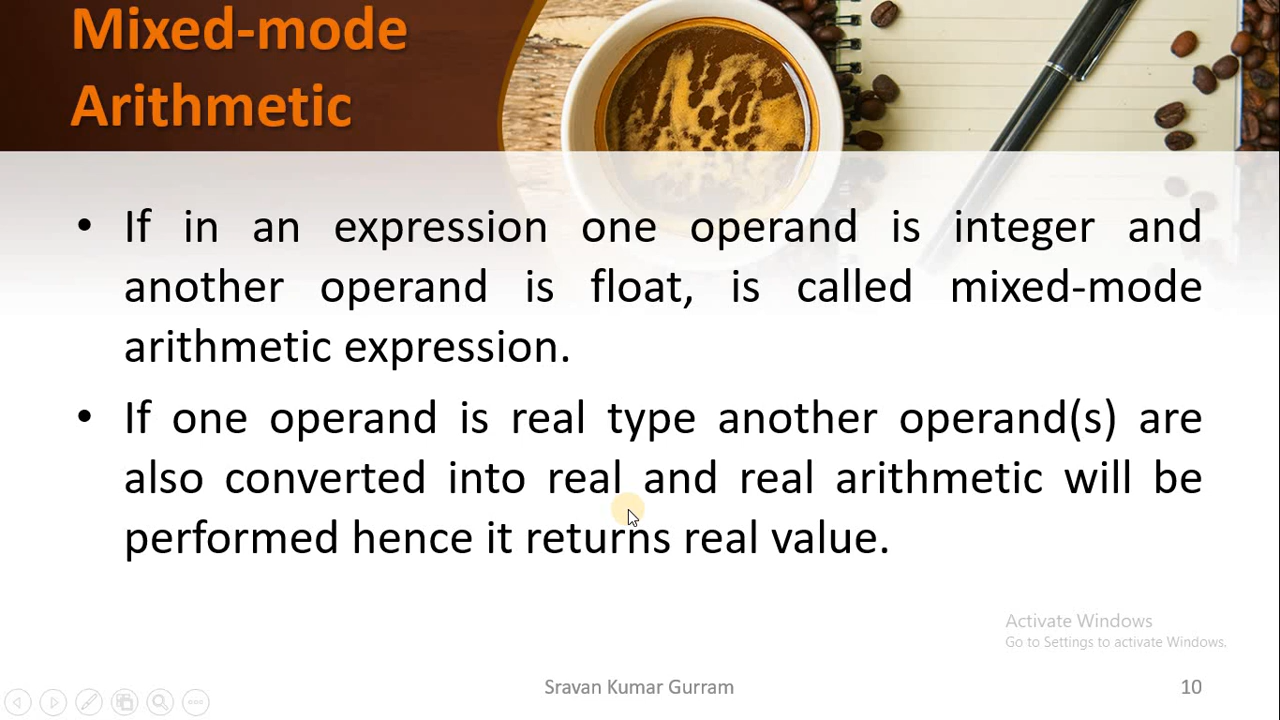 Mixed-mode
Arithmetic
• If in an expression one operand is integer and
another operand is float, is called mixed-mode
arithmetic expression.
• If one operand is real type another operand(s) are
also converted into real and real arithmetic will be
performed hence it returns real value.
Activate Windows
Go to Settings to activate Windows.
Sravan Kumar Gurram
10